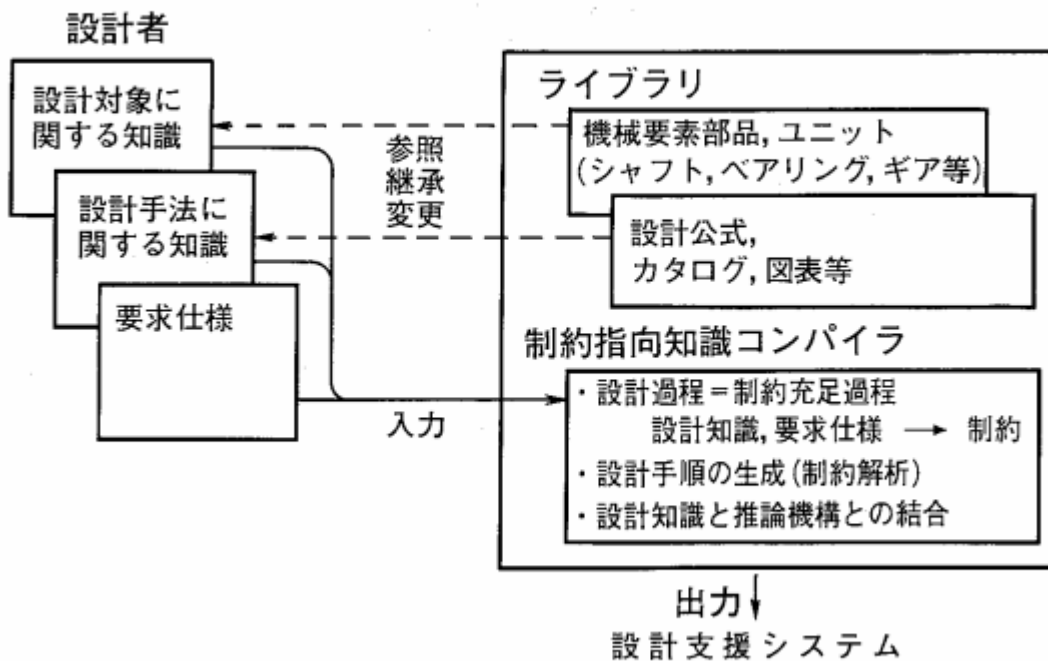 設計者
設計対象に
関する知識
設計手法に
関する知識
要求仕様
参照
継承
変更
入力
ライブラリ
機械要素部品, ユニット
(シャフト, ベアリング, ギア等)
設計公式,
カタログ, 図表等
制約指向知識コンパイラ
・設計過程=制約充足過程
設計知識, 要求仕様 → 制約
・設計手順の生成(制約解析)
・設計知識と推論機構との結合
出力
設計支援システム